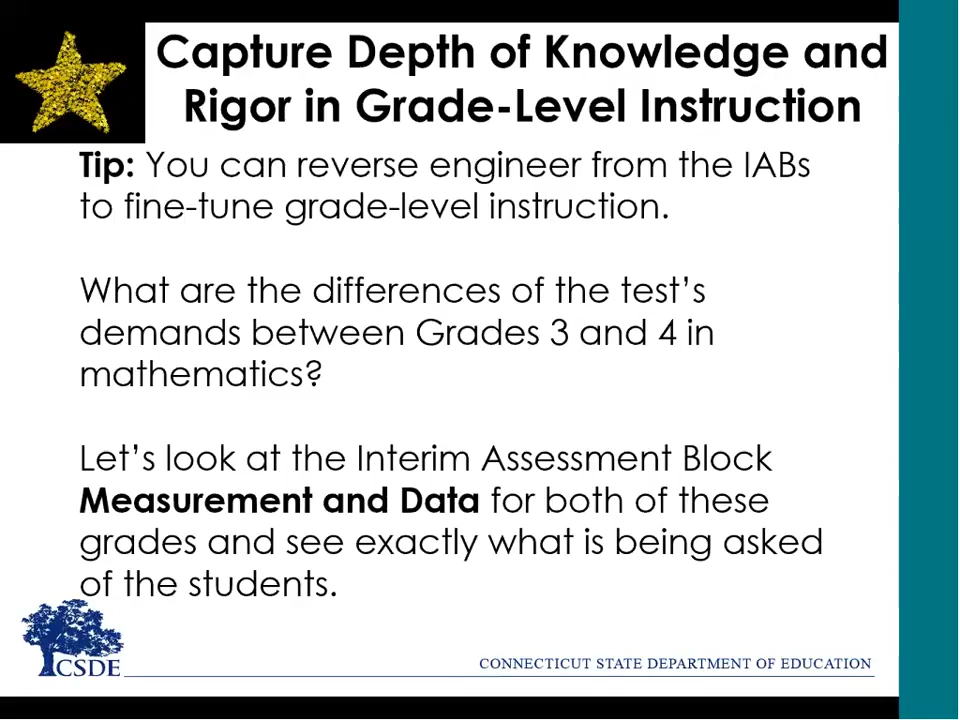 Capture Depth of Knowledge and
Rigor in Grade-Level Instruction
Tip: You can reverse engineer from the IABs
to fine-tune grade-level instruction.
What are the differences of the test's
demands between Grades 3 and 4 in
mathematics?
Let's look at the Interim Assessment Block
Measurement and Data for both of these
grades and see exactly what is being asked
of the students.
CSDE
CONNECTICUT STATE DEPARTMENT OF EDUCATION